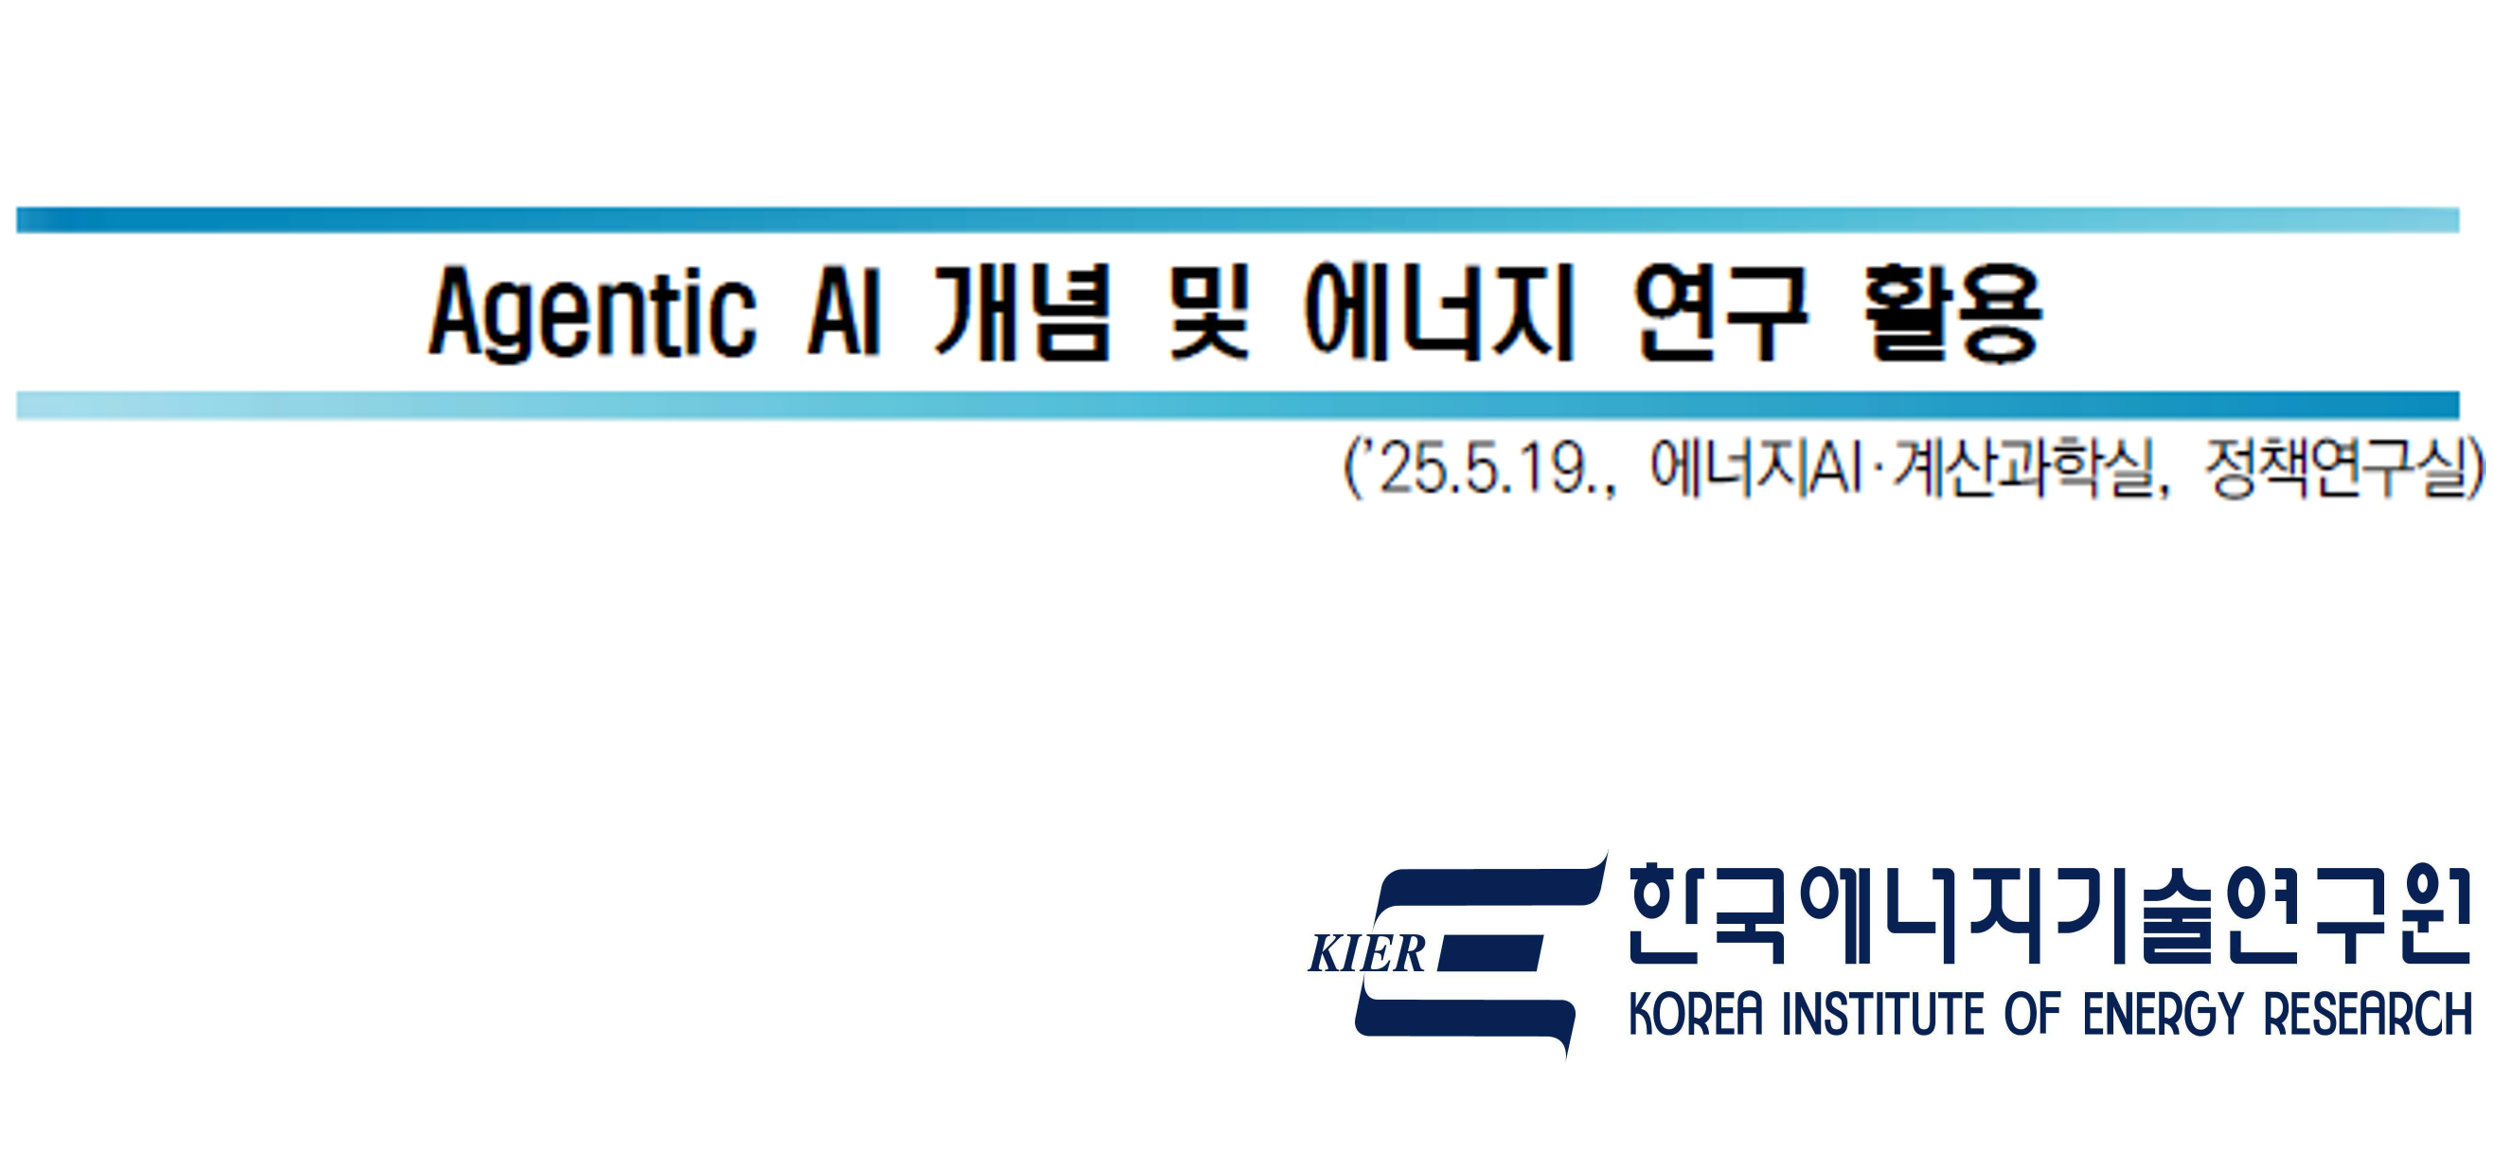 Agentic AI 개념 및 에너지 연구 활용
('25.5.19., 에너지AI·계산과학실, 정책연구실)
KIER
한국에너지기술연구원
KOREA INSTITUTE OF ENERGY RESEARCH